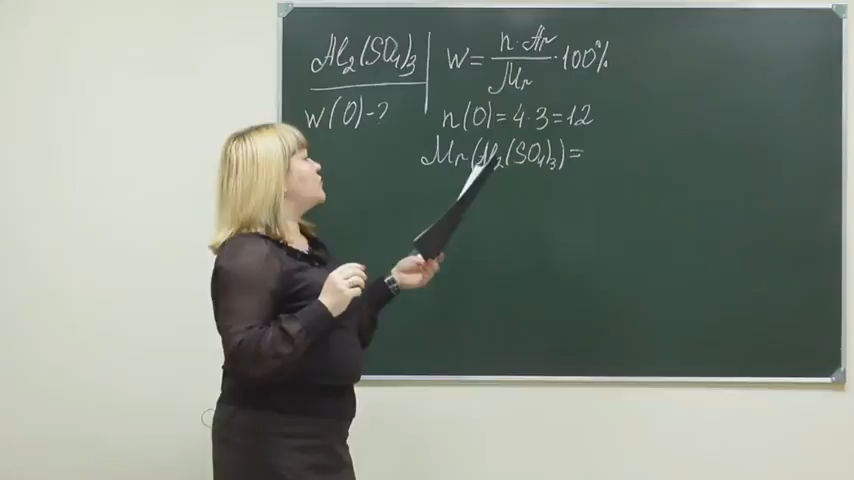 Al₂(SO₄)₃
w(O)-?
w = n·Ar / Mr · 100%
n(O) = 4·3 = 12
Mr(Al₂(SO₄)₃) =